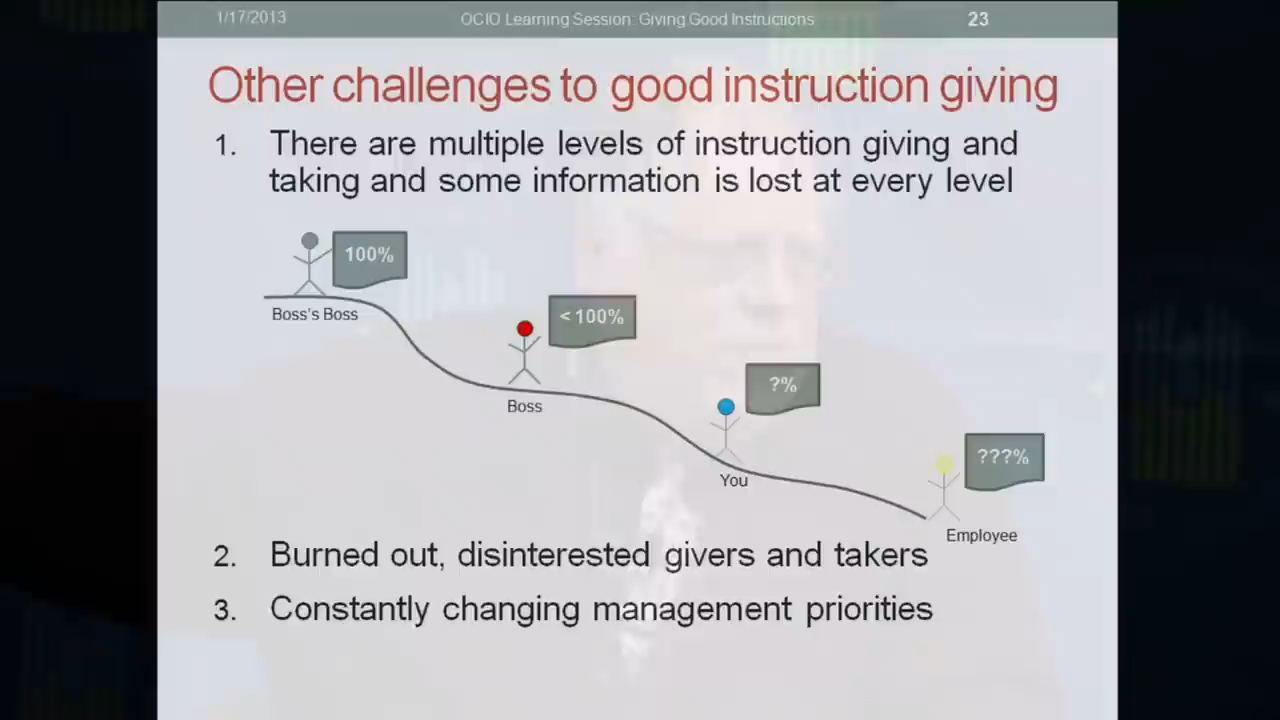 1/17/2013
OCIO Learning Session: Giving Good Instructions
23
Other challenges to good instruction giving
1. There are multiple levels of instruction giving and
taking and some information is lost at every level
100%
Boss's Boss
< 100%
Boss
?%
You
???%
Employee
2. Burned out, disinterested givers and takers
3. Constantly changing management priorities